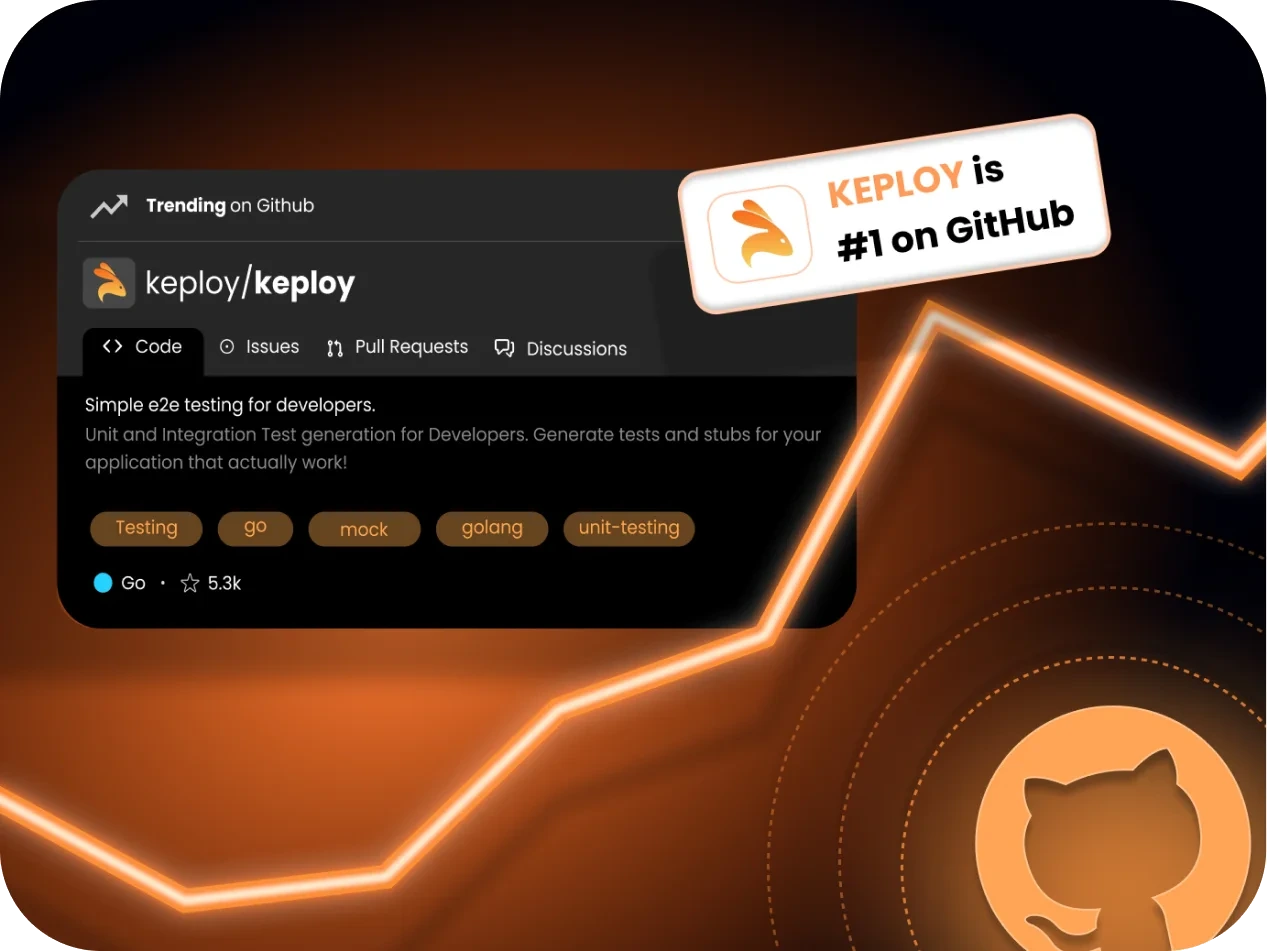 Trending on Github
KEPLOY is
#1 on GitHub
keploy/keploy
Code Issues Pull Requests Discussions
Simple e2e testing for developers.
Unit and Integration Test generation for Developers. Generate tests and stubs for your
application that actually work!
Testing go mock golang unit-testing
Go · 5.3k